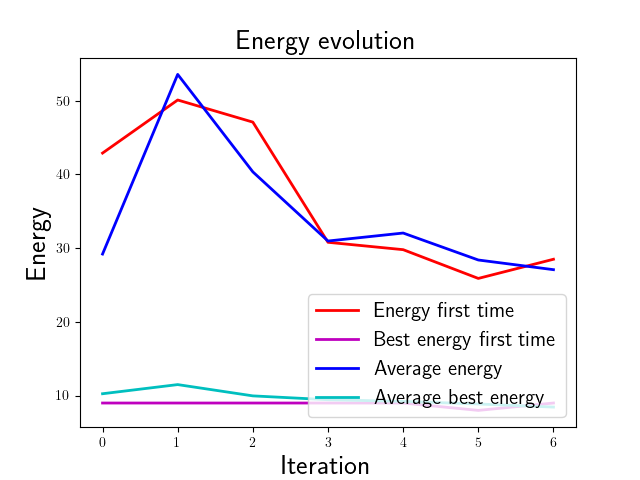 Energy evolution
Energy
50
40
30
20
10
Energy first time
Best energy first time
Average energy
Average best energy
0 1 2 3 4 5 6
Iteration